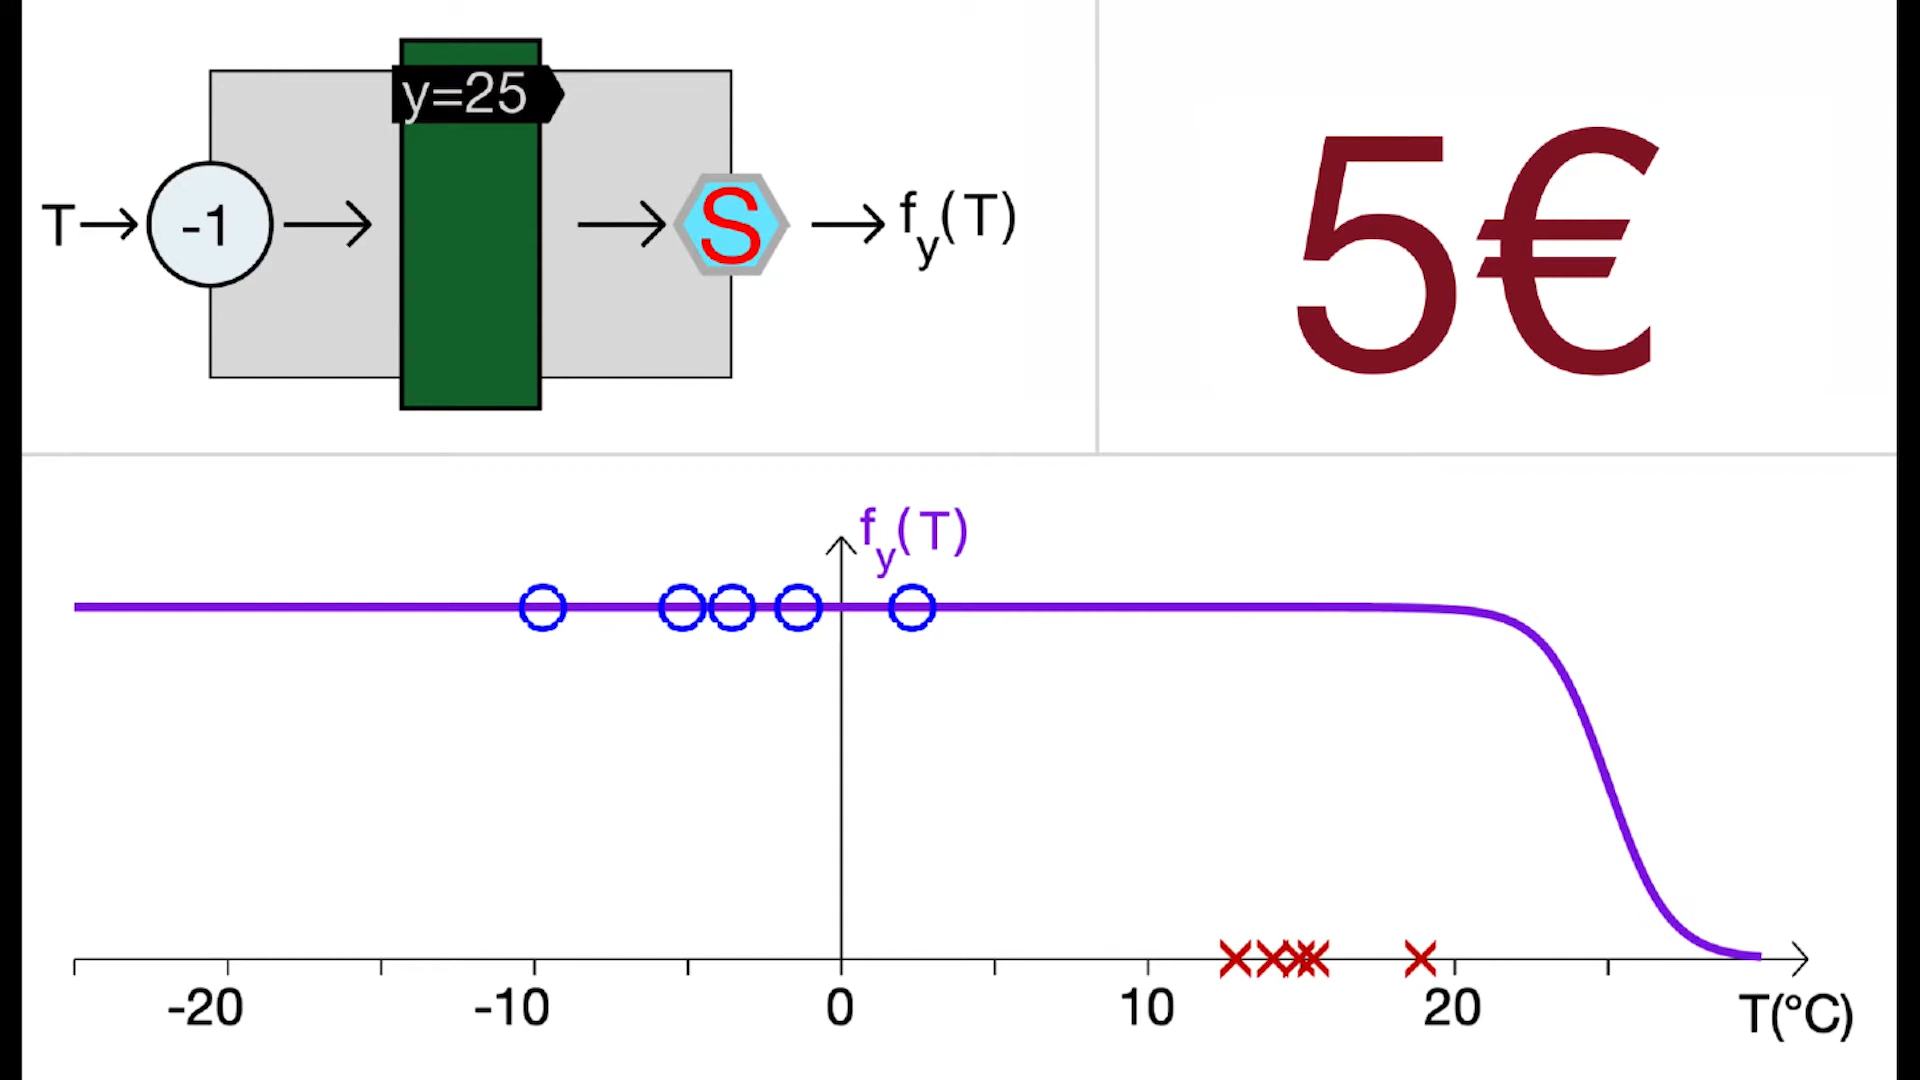 y=25
T → -1 → → S → f_y(T)
5€
f_y(T)
-20 -10 0 10 20 T(°C)